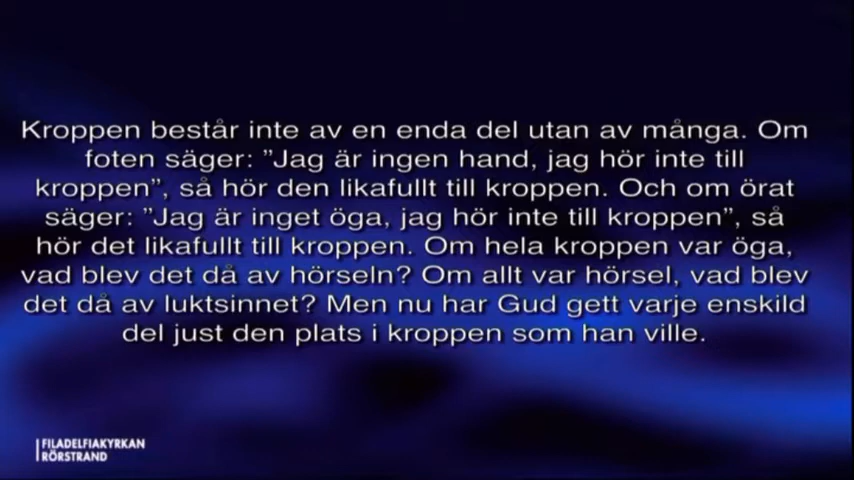 Kroppen består inte av en enda del utan av många. Om
foten säger: ”Jag är ingen hand, jag hör inte till
kroppen”, så hör den likafullt till kroppen. Och om örat
säger: ”Jag är inget öga, jag hör inte till kroppen”, så
hör det likafullt till kroppen. Om hela kroppen var öga,
vad blev det då av hörseln? Om allt var hörsel, vad blev
det då av luktsinnet? Men nu har Gud gett varje enskild
del just den plats i kroppen som han ville.
FILADELFIAKYRKAN
RÖRSTRAND